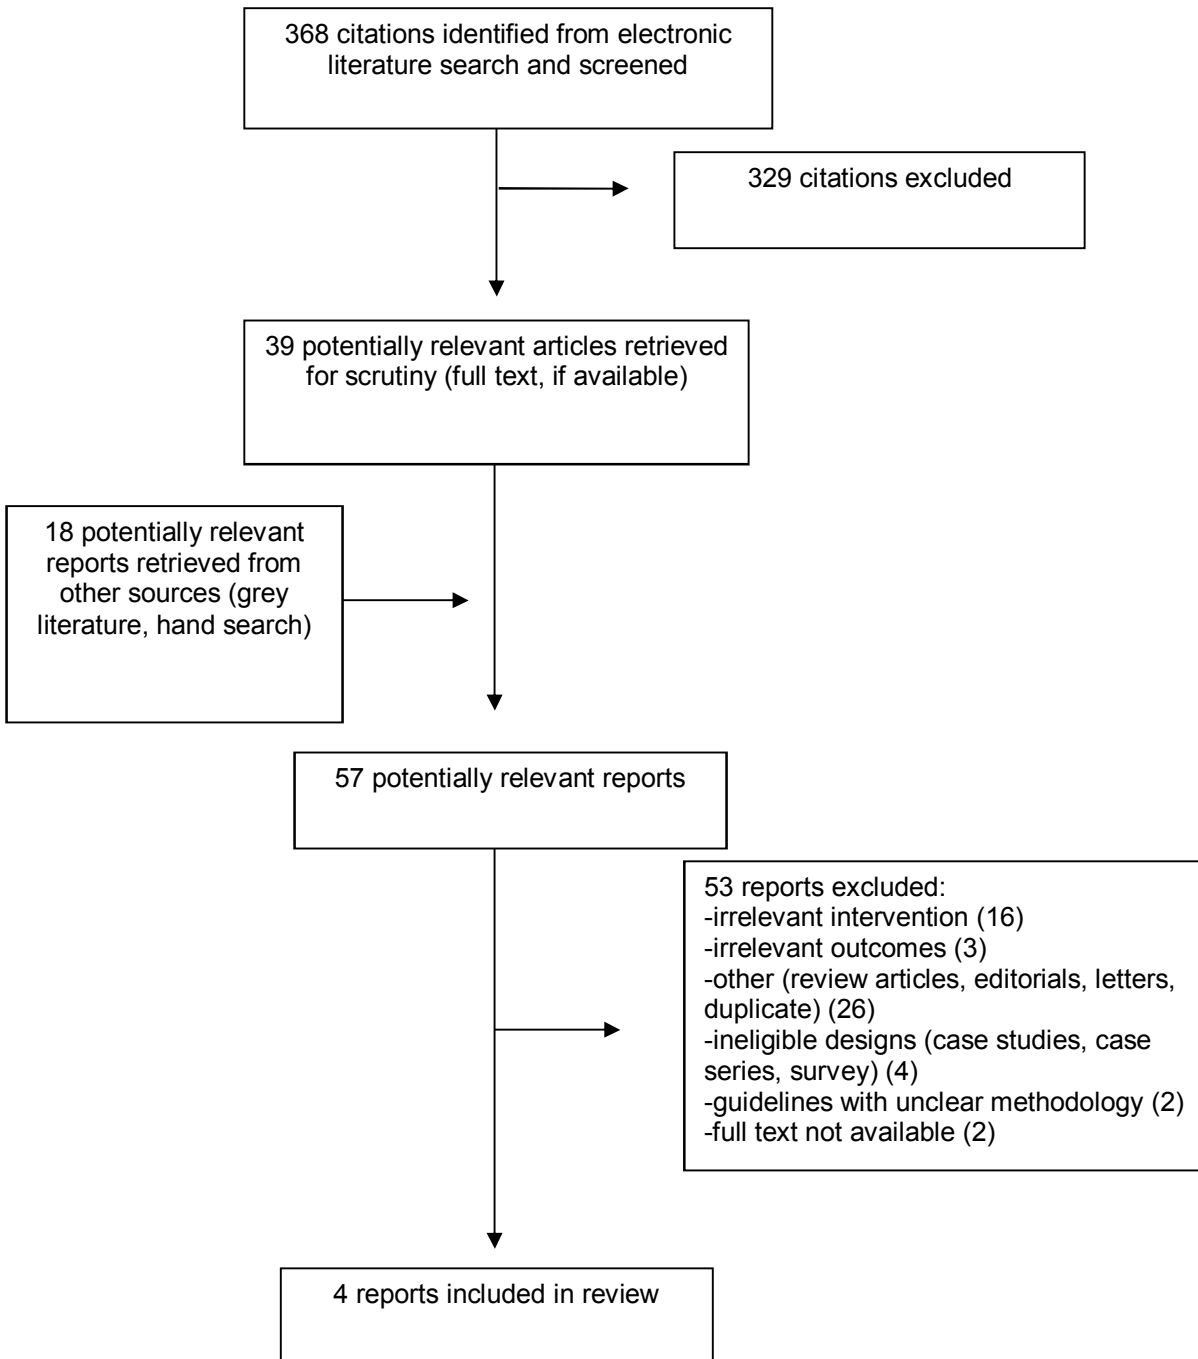 368 citations identified from electronic
literature search and screened
329 citations excluded
39 potentially relevant articles retrieved
for scrutiny (full text, if available)
18 potentially relevant
reports retrieved from
other sources (grey
literature, hand search)
57 potentially relevant reports
53 reports excluded:
-irrelevant intervention (16)
-irrelevant outcomes (3)
-other (review articles, editorials, letters,
duplicate) (26)
-ineligible designs (case studies, case
series, survey) (4)
-guidelines with unclear methodology (2)
-full text not available (2)
4 reports included in review